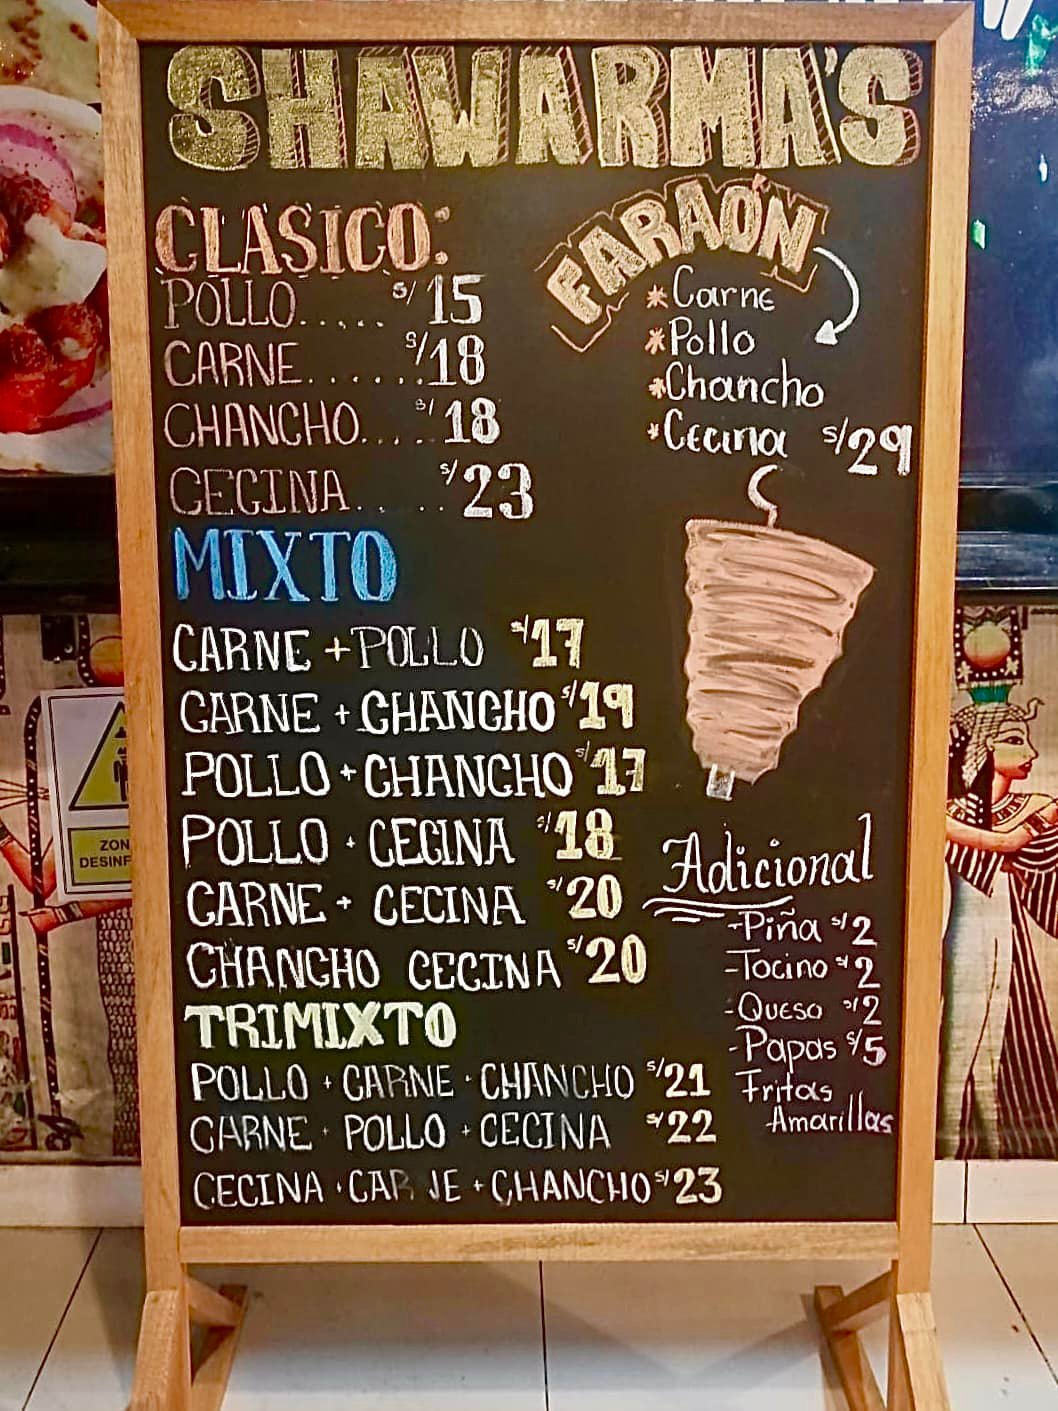 SHAWARMA'S
CLASICO:
POLLO...... S/15
CARNE....... S/18
CHANCHO..... S/18
CECINA.. .. S/23
MIXTO
CARNE + POLLO S/17
CARNE + CHANCHO S/19
POLLO + CHANCHO S/17
POLLO + CECINA S/18
CARNE + CECINA S/20
CHANCHO CECINA S/20
TRIMIXTO
POLLO + CARNE · CHANCHO S/21
CARNE · POLLO + CECINA S/22
CECINA · CARNE + CHANCHO S/23
FARAÓN
* Carne
* Pollo
* Chancho
* Cecina S/29
Adicional
- Piña S/2
- Tocino S/2
- Queso S/2
- Papas S/5
Fritas
Amarillas
ZON
DESINF